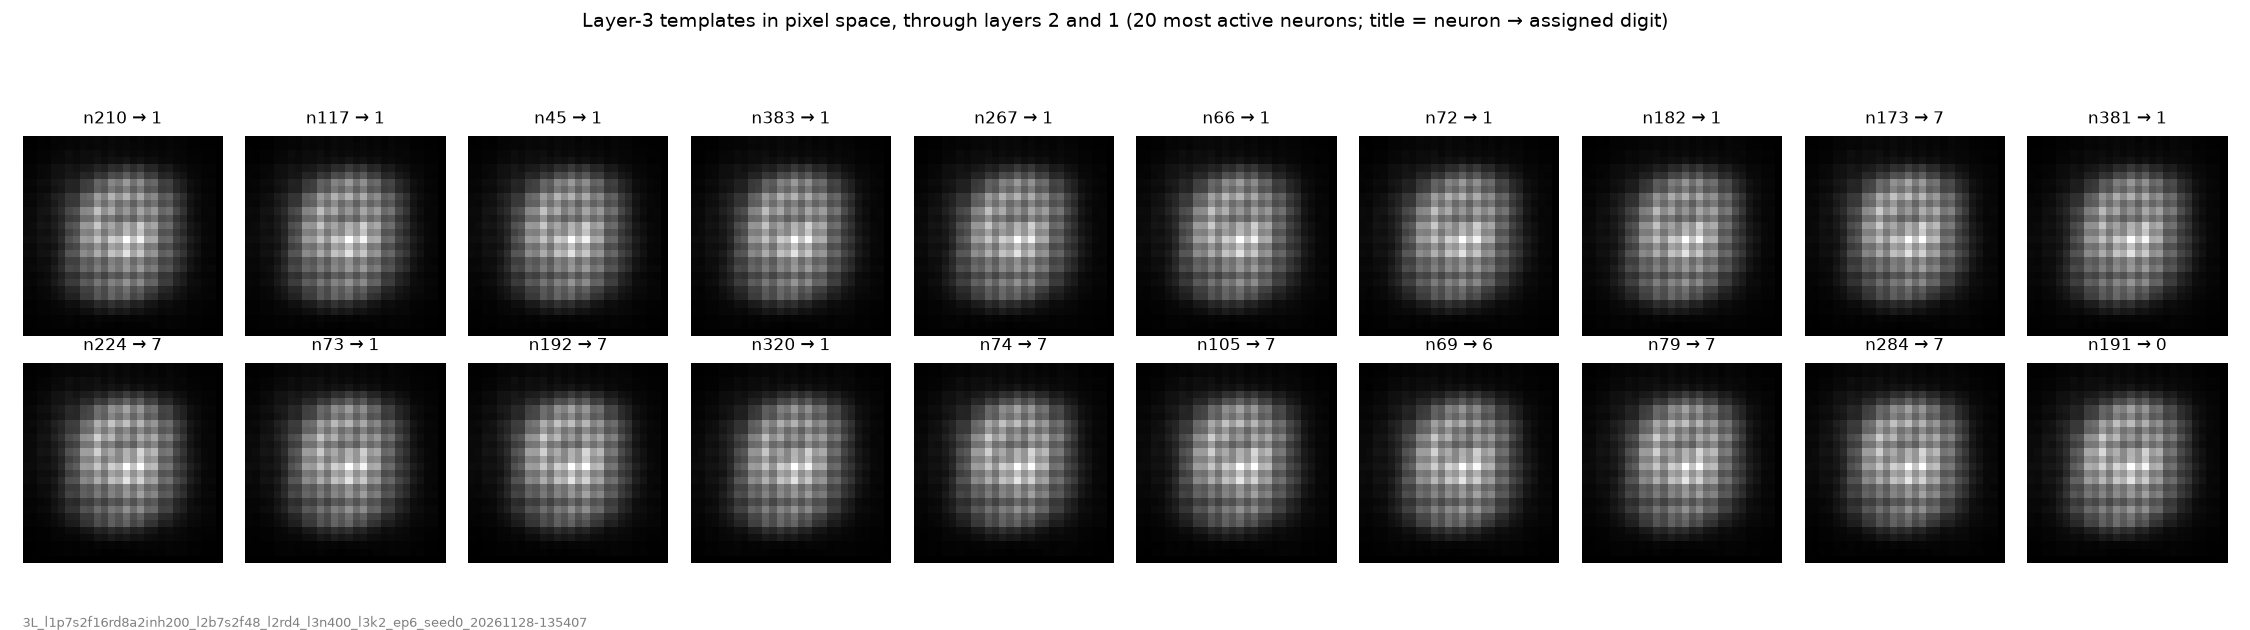 Layer-3 templates in pixel space, through layers 2 and 1 (20 most active neurons; title = neuron → assigned digit)
n210 → 1 n117 → 1 n45 → 1 n383 → 1 n267 → 1 n66 → 1 n72 → 1 n182 → 1 n173 → 7 n381 → 1
n224 → 7 n73 → 1 n192 → 7 n320 → 1 n74 → 7 n105 → 7 n69 → 6 n79 → 7 n284 → 7 n191 → 0
3L_l1p7s2f16rd8a2inh200_l2b7s2f48_l2rd4_l3n400_l3k2_ep6_seed0_20261128-135407